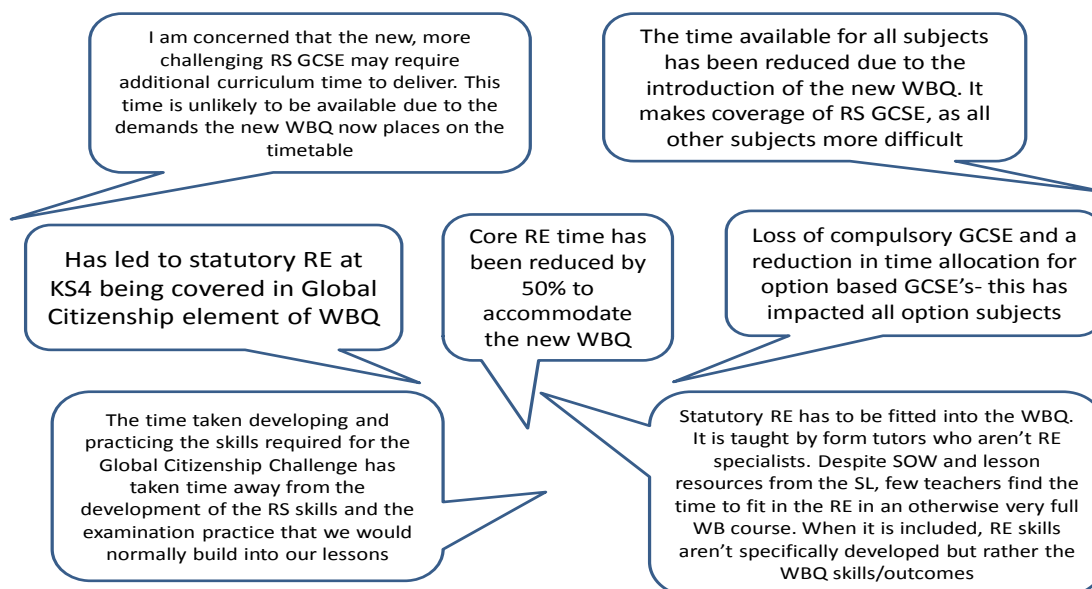 I am concerned that the new, more
challenging RS GCSE may require
additional curriculum time to deliver. This
time is unlikely to be available due to the
demands the new WBQ now places on the
timetable
The time available for all subjects
has been reduced due to the
introduction of the new WBQ. It
makes coverage of RS GCSE, as all
other subjects more difficult
Has led to statutory RE at
KS4 being covered in Global
Citizenship element of WBQ
Core RE time has
been reduced by
50% to
accommodate
the new WBQ
Loss of compulsory GCSE and a
reduction in time allocation for
option based GCSE’s- this has
impacted all option subjects
The time taken developing and
practicing the skills required for the
Global Citizenship Challenge has
taken time away from the
development of the RS skills and the
examination practice that we would
normally build into our lessons
Statutory RE has to be fitted into the WBQ.
It is taught by form tutors who aren’t RE
specialists. Despite SOW and lesson
resources from the SL, few teachers find the
time to fit in the RE in an otherwise very full
WB course. When it is included, RE skills
aren’t specifically developed but rather the
WBQ skills/outcomes